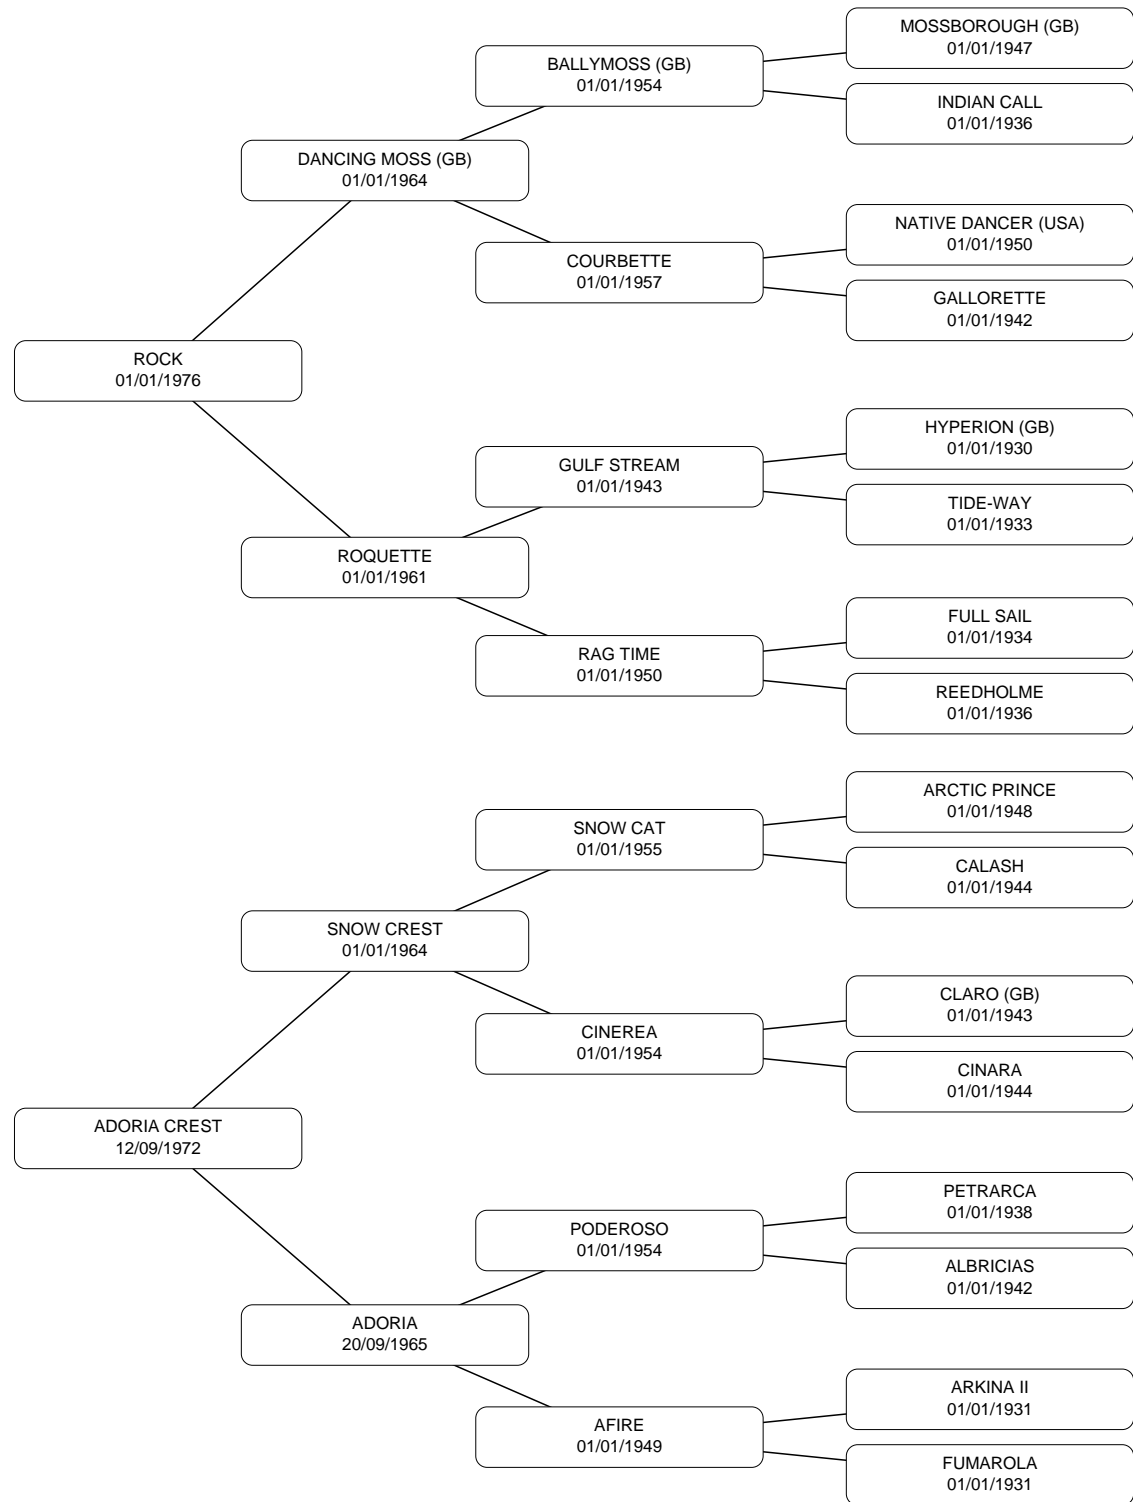 MOSSBOROUGH (GB)
01/01/1947
BALLYMOSS (GB)
01/01/1954
INDIAN CALL
01/01/1936
DANCING MOSS (GB)
01/01/1964
NATIVE DANCER (USA)
01/01/1950
COURBETTE
01/01/1957
GALLORETTE
01/01/1942
ROCK
01/01/1976
HYPERION (GB)
01/01/1930
GULF STREAM
01/01/1943
TIDE-WAY
01/01/1933
ROQUETTE
01/01/1961
FULL SAIL
01/01/1934
RAG TIME
01/01/1950
REEDHOLME
01/01/1936
ARCTIC PRINCE
01/01/1948
SNOW CAT
01/01/1955
CALASH
01/01/1944
SNOW CREST
01/01/1964
CLARO (GB)
01/01/1943
CINEREA
01/01/1954
CINARA
01/01/1944
ADORIA CREST
12/09/1972
PETRARCA
01/01/1938
PODEROSO
01/01/1954
ALBRICIAS
01/01/1942
ADORIA
20/09/1965
ARKINA II
01/01/1931
AFIRE
01/01/1949
FUMAROLA
01/01/1931